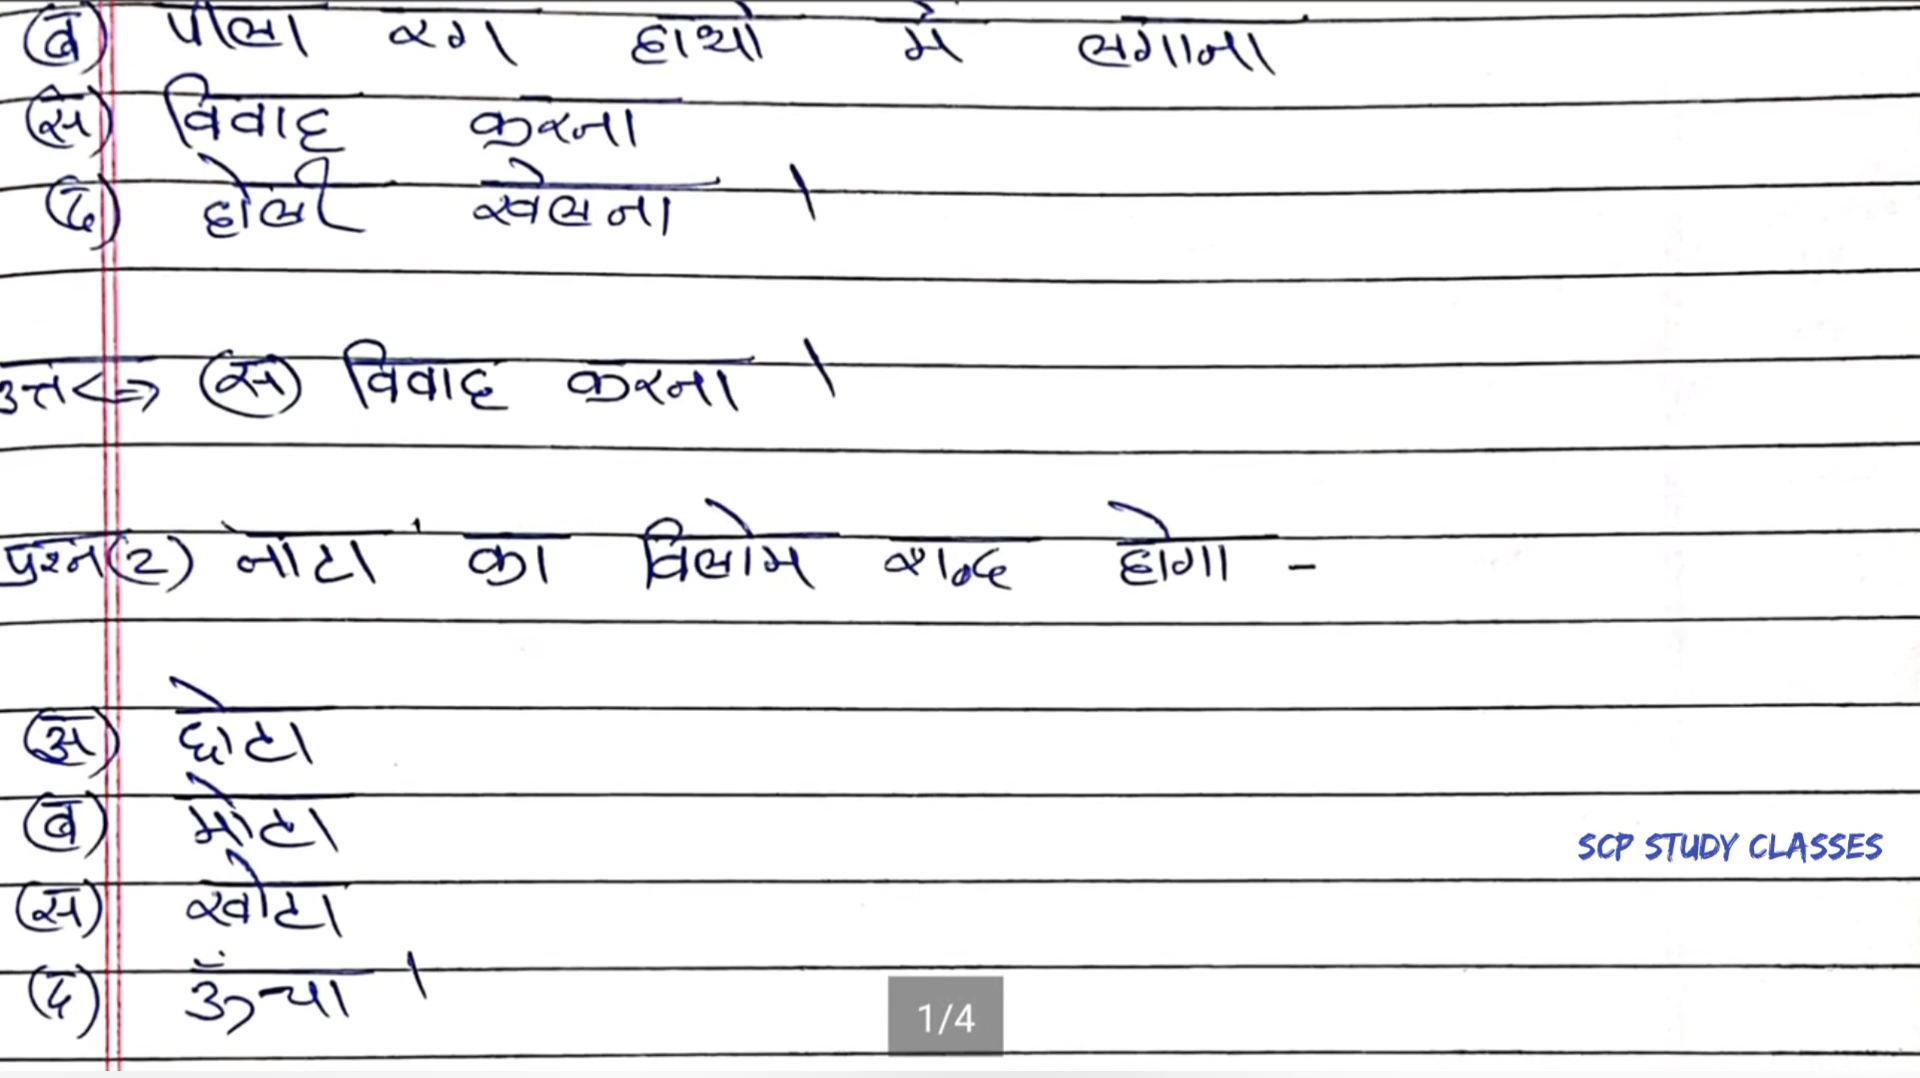 (ब) पीला रंग हाथो में लगाना
(स) विवाह करना
(द) होली खेलना ।
उत्तर⇒ (स) विवाह करना ।
प्रश्न(2) नाटा' का विलोम शब्द होगा -
(अ) छोटा
(ब) मोटा
SCP STUDY CLASSES
(स) खोटा
(द) ऊँचा ।
1/4